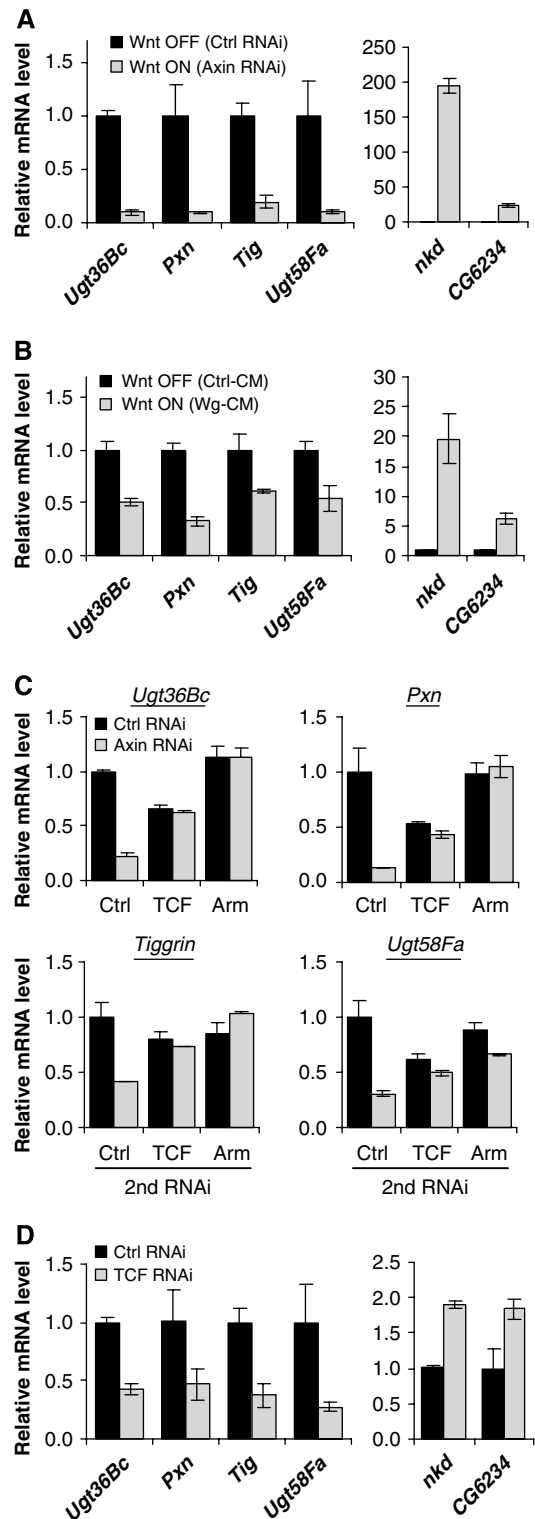 A
Wnt OFF (Ctrl RNAi)
Wnt ON (Axin RNAi)
Relative mRNA level
1.0
0.5
0.0
Ugt36Bc
Pxn
Tig
Ugt58Fa
250
200
150
100
50
0
nkd
CG6234
B
Wnt OFF (Ctrl-CM)
Wnt ON (Wg-CM)
Relative mRNA level
1.5
1.0
0.5
0.0
Ugt36Bc
Pxn
Tig
Ugt58Fa
30
25
20
15
10
5
0
nkd
CG6234
C
Ugt36Bc
Ctrl RNAi
Axin RNAi
Relative mRNA level
1.5
1.0
0.5
0.0
Ctrl TCF Arm
Pxn
1.5
1.0
0.5
0.0
Ctrl TCF Arm
Tiggrin
Relative mRNA level
1.5
1.0
0.5
0.0
Ctrl TCF Arm
2nd RNAi
Ugt58Fa
1.5
1.0
0.5
0.0
Ctrl TCF Arm
2nd RNAi
D
Ctrl RNAi
TCF RNAi
Relative mRNA level
1.5
1.0
0.5
0.0
Ugt36Bc
Pxn
Tig
Ugt58Fa
2.5
2.0
1.5
1.0
0.5
0.0
nkd
CG6234